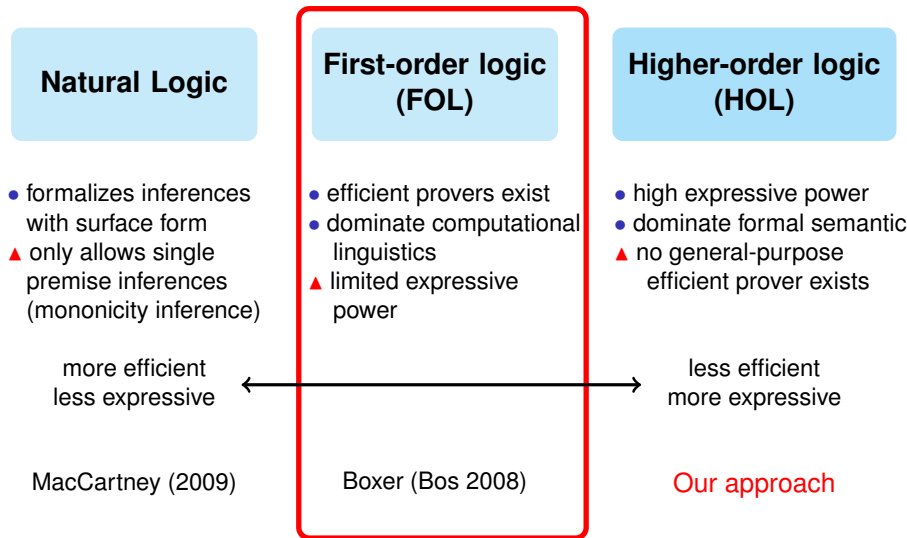 Natural Logic
First-order logic
(FOL)
Higher-order logic
(HOL)
• formalizes inferences
with surface form
▲ only allows single
premise inferences
(mononicity inference)
• efficient provers exist
• dominate computational
linguistics
▲ limited expressive
power
• high expressive power
• dominate formal semantic
▲ no general-purpose
efficient prover exists
more efficient
less expressive
less efficient
more expressive
MacCartney (2009)
Boxer (Bos 2008)
Our approach